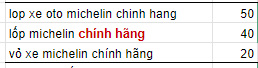 lop xe oto michelin chinh hang 50
lốp michelin chính hãng 40
vỏ xe michelin chính hãng 20